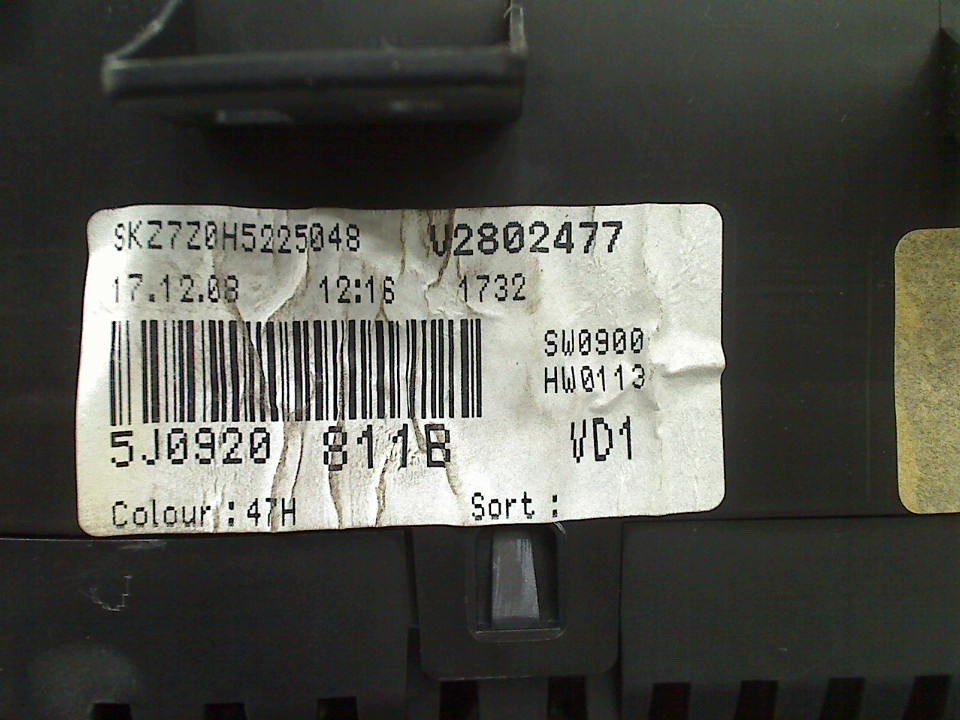 SKZ7Z0H5225048 V2802477
17.12.08 12:16 1732
SW0900
HW0113
5J0920 811B VD1
Colour : 47H Sort :